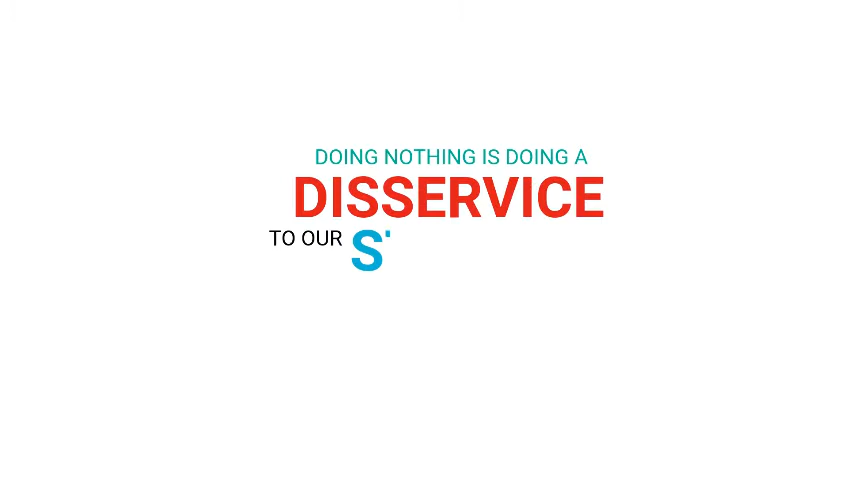 DOING NOTHING IS DOING A
DISSERVICE
TO OUR S